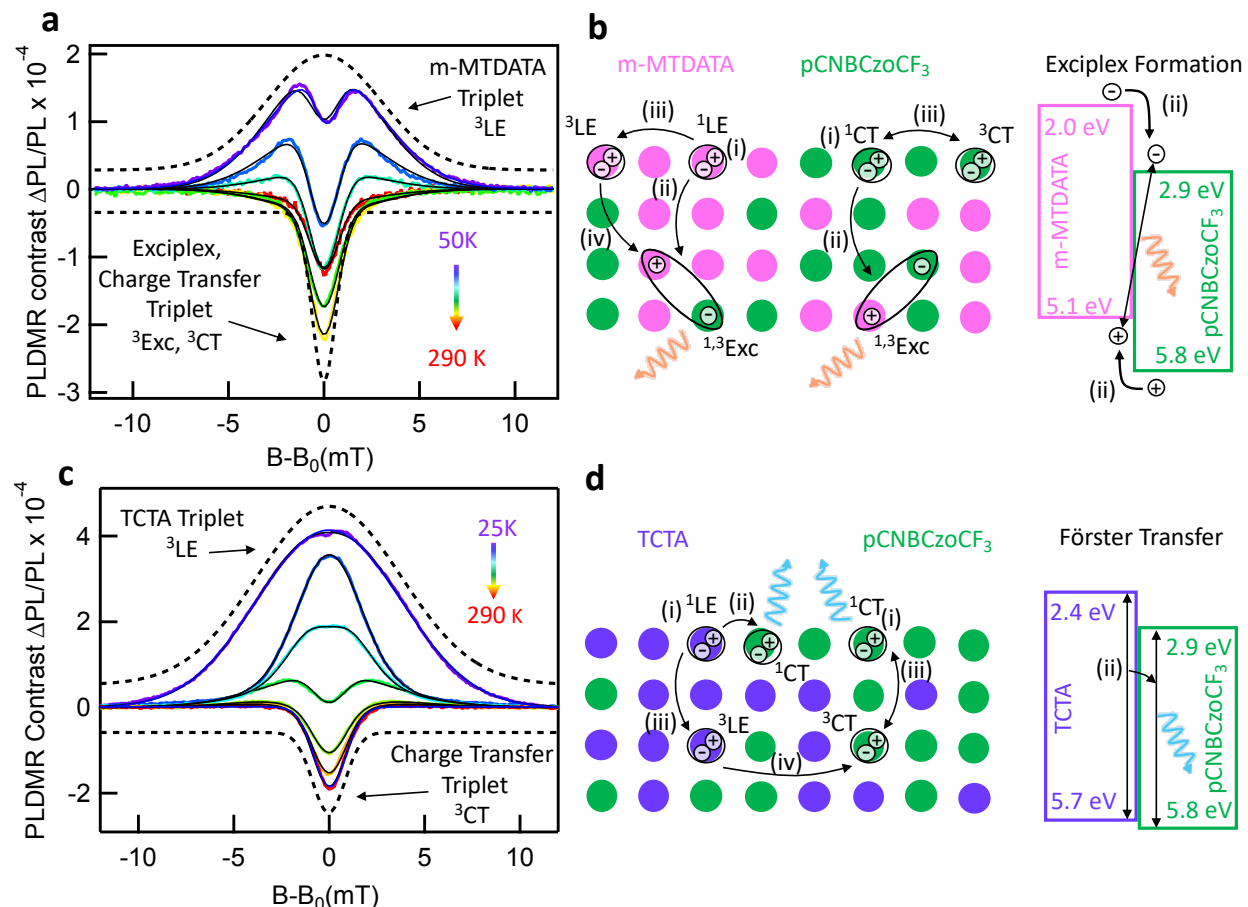 a
PLDMR contrast ΔPL/PL x 10⁻⁴
2
1
0
-1
-2
-3
m-MTDATA
Triplet
³LE
Exciplex,
Charge Transfer
Triplet
³Exc, ³CT
50K
290 K
-10 -5 0 5 10
B-B₀(mT)
b
m-MTDATA
pCNBCzoCF₃
³LE
(iii)
¹LE
(i)
(ii)
(iv)
¹,³Exc
(i)
¹CT
(iii)
³CT
(ii)
¹,³Exc
Exciplex Formation
(ii)
2.0 eV
m-MTDATA
5.1 eV
2.9 eV
pCNBCzoCF₃
5.8 eV
(ii)
c
PLDMR Contrast ΔPL/PL x 10⁻⁴
4
2
0
-2
TCTA Triplet
³LE
25K
290 K
Charge Transfer
Triplet
³CT
-10 -5 0 5 10
B-B₀(mT)
d
TCTA
pCNBCzoCF₃
(i)
¹LE
(ii)
¹CT
¹CT
(i)
(iii)
(iii)
³LE
³CT
(iv)
Förster Transfer
2.4 eV
(ii)
TCTA
5.7 eV
2.9 eV
pCNBCzoCF₃
5.8 eV